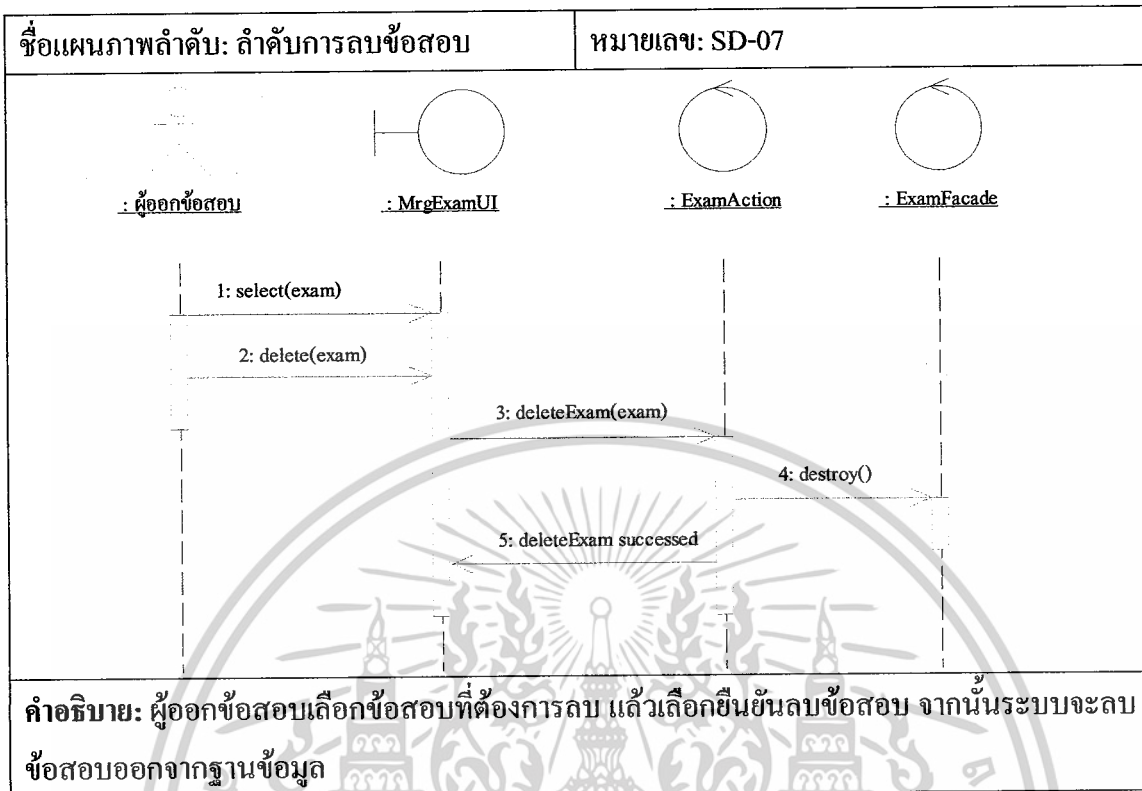 ชื่อแผนภาพลำดับ: ลำดับการลบข้อสอบ
หมายเลข: SD-07
: ผู้ออกข้อสอบ
: MrgExamUI
: ExamAction
: ExamFacade
1: select(exam)
2: delete(exam)
3: deleteExam(exam)
4: destroy()
5: deleteExam successed
คำอธิบาย: ผู้ออกข้อสอบเลือกข้อสอบที่ต้องการลบ แล้วเลือกยืนยันลบข้อสอบ จากนั้นระบบจะลบ
ข้อสอบออกจากฐานข้อมูล